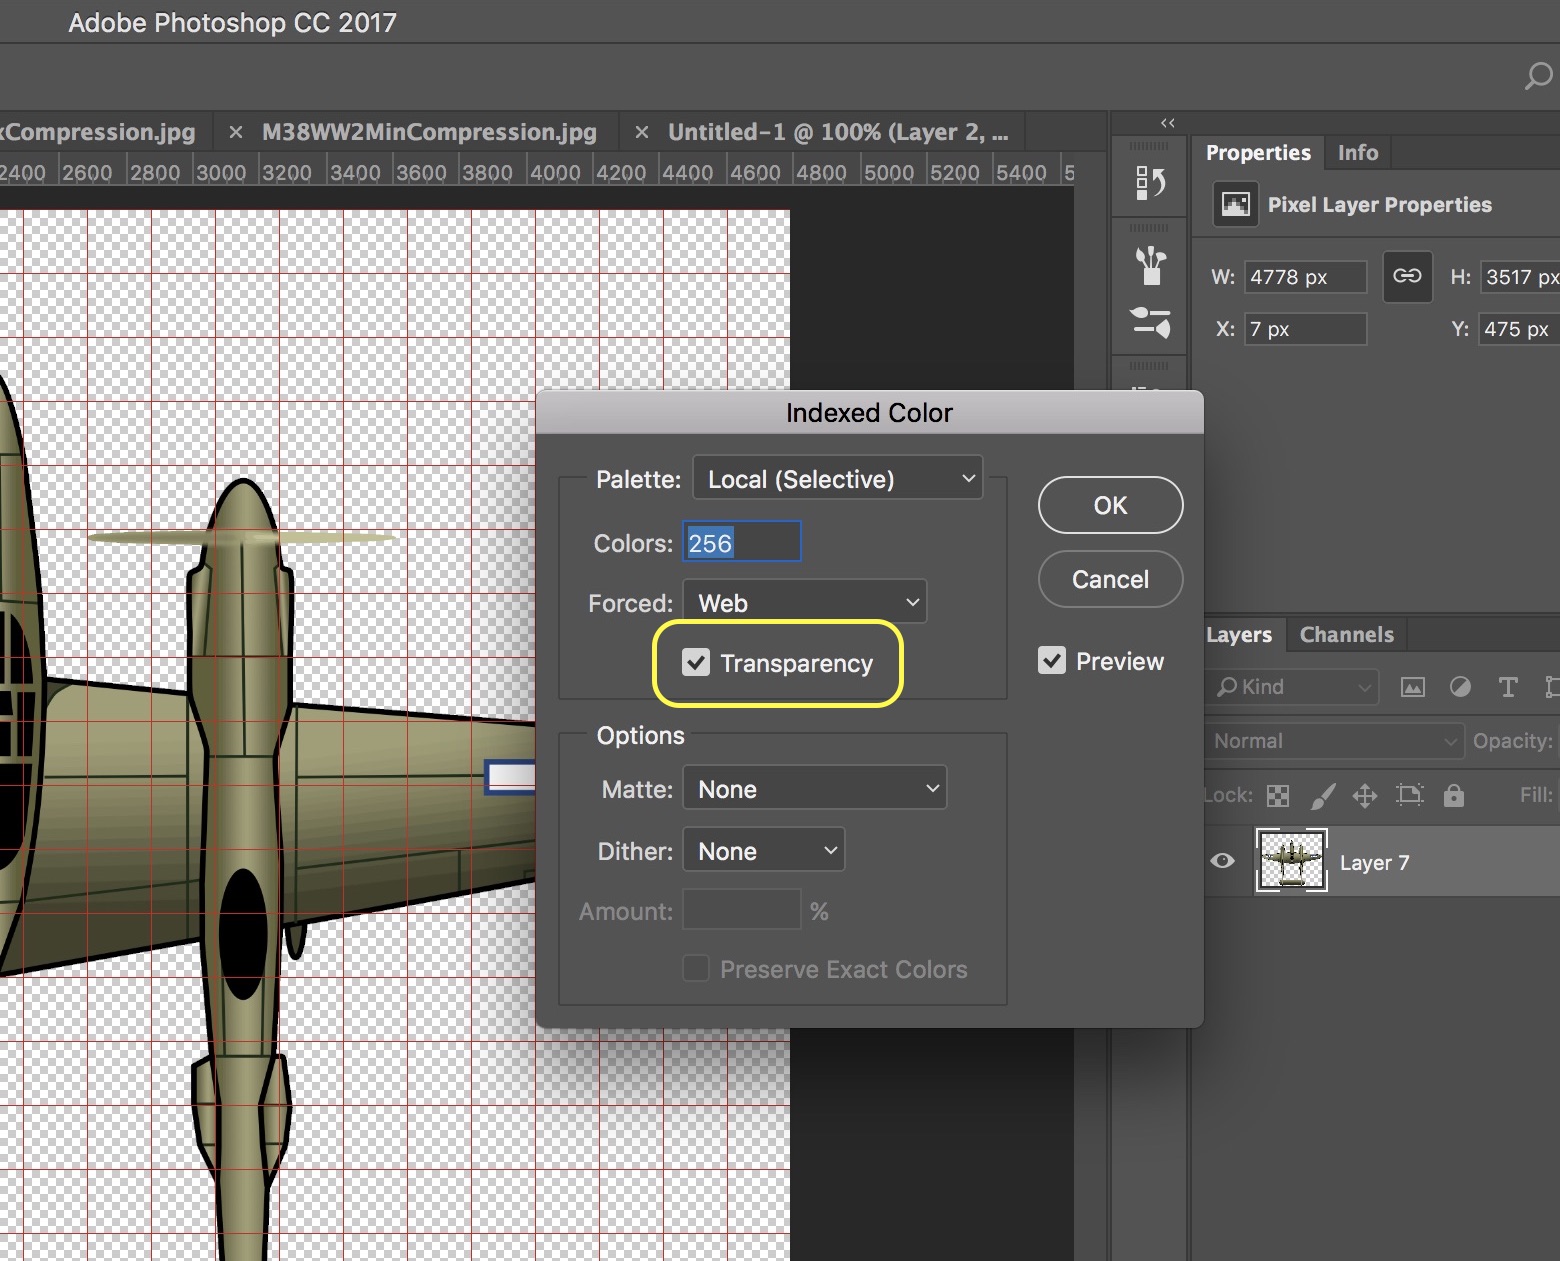 Adobe Photoshop CC 2017
xCompression.jpg × M38WW2MinCompression.jpg × Untitled-1 @ 100% (Layer 2, ...
2400 2600 2800 3000 3200 3400 3600 3800 4000 4200 4400 4600 4800 5000 5200 5400 5
Properties Info
Pixel Layer Properties
W: 4778 px H: 3517 px
X: 7 px Y: 475 px
Indexed Color
Palette: Local (Selective)
Colors: 256
Forced: Web
Transparency
OK
Cancel
Preview
Options
Matte: None
Dither: None
Amount: %
Preserve Exact Colors
Layers Channels
Kind
Normal Opacity:
Lock: Fill:
Layer 7